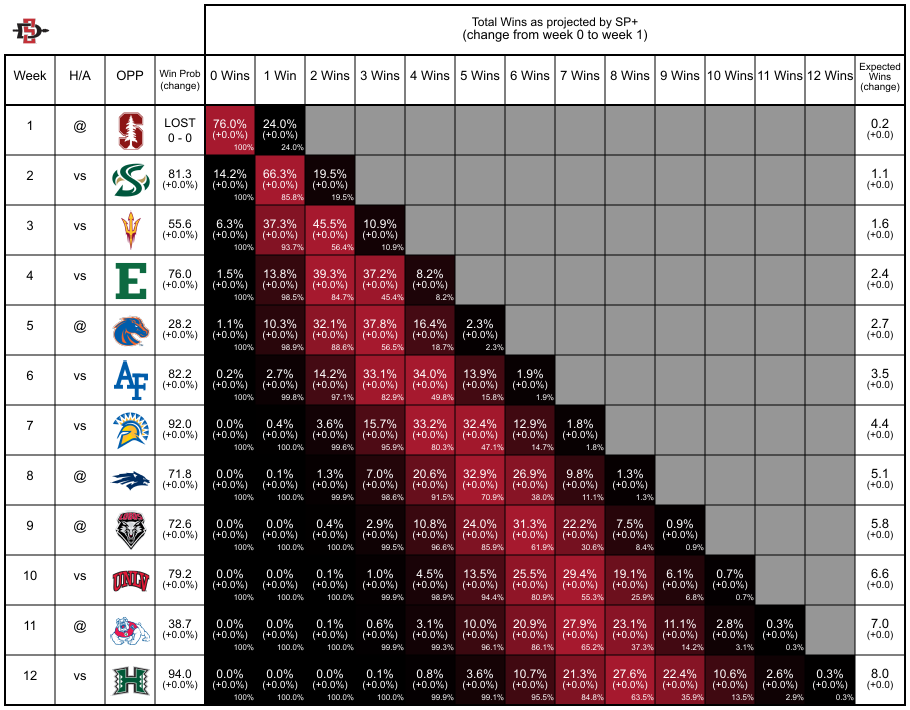 Total Wins as projected by SP+
(change from week 0 to week 1)
Week H/A OPP Win Prob (change) 0 Wins 1 Win 2 Wins 3 Wins 4 Wins 5 Wins 6 Wins 7 Wins 8 Wins 9 Wins 10 Wins 11 Wins 12 Wins Expected Wins (change)
1 @ S LOST 76.0% 24.0% 0.2
0 - 0 (+0.0%) (+0.0%) (+0.0)
100% 24.0%
2 vs S 81.3 14.2% 66.3% 19.5% 1.1
(+0.0%) (+0.0%) (+0.0%) (+0.0%) (+0.0)
100% 85.8% 19.5%
3 vs 55.6 6.3% 37.3% 45.5% 10.9% 1.6
(+0.0%) (+0.0%) (+0.0%) (+0.0%) (+0.0%) (+0.0)
100% 93.7% 56.4% 10.9%
4 vs E 76.0 1.5% 13.8% 39.3% 37.2% 8.2% 2.4
(+0.0%) (+0.0%) (+0.0%) (+0.0%) (+0.0%) (+0.0%) (+0.0)
100% 98.5% 84.7% 45.4% 8.2%
5 @ 28.2 1.1% 10.3% 32.1% 37.8% 16.4% 2.3% 2.7
(+0.0%) (+0.0%) (+0.0%) (+0.0%) (+0.0%) (+0.0%) (+0.0%) (+0.0)
100% 98.9% 88.6% 56.5% 18.7% 2.3%
6 vs AF 82.2 0.2% 2.7% 14.2% 33.1% 34.0% 13.9% 1.9% 3.5
(+0.0%) (+0.0%) (+0.0%) (+0.0%) (+0.0%) (+0.0%) (+0.0%) (+0.0%) (+0.0)
100% 99.8% 97.1% 82.9% 49.8% 15.8% 1.9%
7 vs 92.0 0.0% 0.4% 3.6% 15.7% 33.2% 32.4% 12.9% 1.8% 4.4
(+0.0%) (+0.0%) (+0.0%) (+0.0%) (+0.0%) (+0.0%) (+0.0%) (+0.0%) (+0.0%) (+0.0)
100% 100.0% 99.6% 95.9% 80.3% 47.1% 14.7% 1.8%
8 @ 71.8 0.0% 0.1% 1.3% 7.0% 20.6% 32.9% 26.9% 9.8% 1.3% 5.1
(+0.0%) (+0.0%) (+0.0%) (+0.0%) (+0.0%) (+0.0%) (+0.0%) (+0.0%) (+0.0%) (+0.0%) (+0.0)
100% 100.0% 99.9% 98.6% 91.5% 70.9% 38.0% 11.1% 1.3%
9 @ 72.6 0.0% 0.0% 0.4% 2.9% 10.8% 24.0% 31.3% 22.2% 7.5% 0.9% 5.8
(+0.0%) (+0.0%) (+0.0%) (+0.0%) (+0.0%) (+0.0%) (+0.0%) (+0.0%) (+0.0%) (+0.0%) (+0.0%) (+0.0)
100% 100.0% 100.0% 99.5% 96.6% 85.9% 61.9% 30.6% 8.4% 0.9%
10 vs UNLV 79.2 0.0% 0.0% 0.1% 1.0% 4.5% 13.5% 25.5% 29.4% 19.1% 6.1% 0.7% 6.6
(+0.0%) (+0.0%) (+0.0%) (+0.0%) (+0.0%) (+0.0%) (+0.0%) (+0.0%) (+0.0%) (+0.0%) (+0.0%) (+0.0%) (+0.0)
100% 100.0% 100.0% 99.9% 98.9% 94.4% 80.9% 55.3% 25.9% 6.8% 0.7%
11 @ 38.7 0.0% 0.0% 0.1% 0.6% 3.1% 10.0% 20.9% 27.9% 23.1% 11.1% 2.8% 0.3% 7.0
(+0.0%) (+0.0%) (+0.0%) (+0.0%) (+0.0%) (+0.0%) (+0.0%) (+0.0%) (+0.0%) (+0.0%) (+0.0%) (+0.0%) (+0.0%) (+0.0)
100% 100.0% 100.0% 99.9% 99.3% 96.1% 86.1% 65.2% 37.3% 14.2% 3.1% 0.3%
12 vs H 94.0 0.0% 0.0% 0.0% 0.1% 0.8% 3.6% 10.7% 21.3% 27.6% 22.4% 10.6% 2.6% 0.3% 8.0
(+0.0%) (+0.0%) (+0.0%) (+0.0%) (+0.0%) (+0.0%) (+0.0%) (+0.0%) (+0.0%) (+0.0%) (+0.0%) (+0.0%) (+0.0%) (+0.0%) (+0.0)
100% 100.0% 100.0% 100.0% 99.9% 99.1% 95.5% 84.8% 63.5% 35.9% 13.5% 2.9% 0.3%